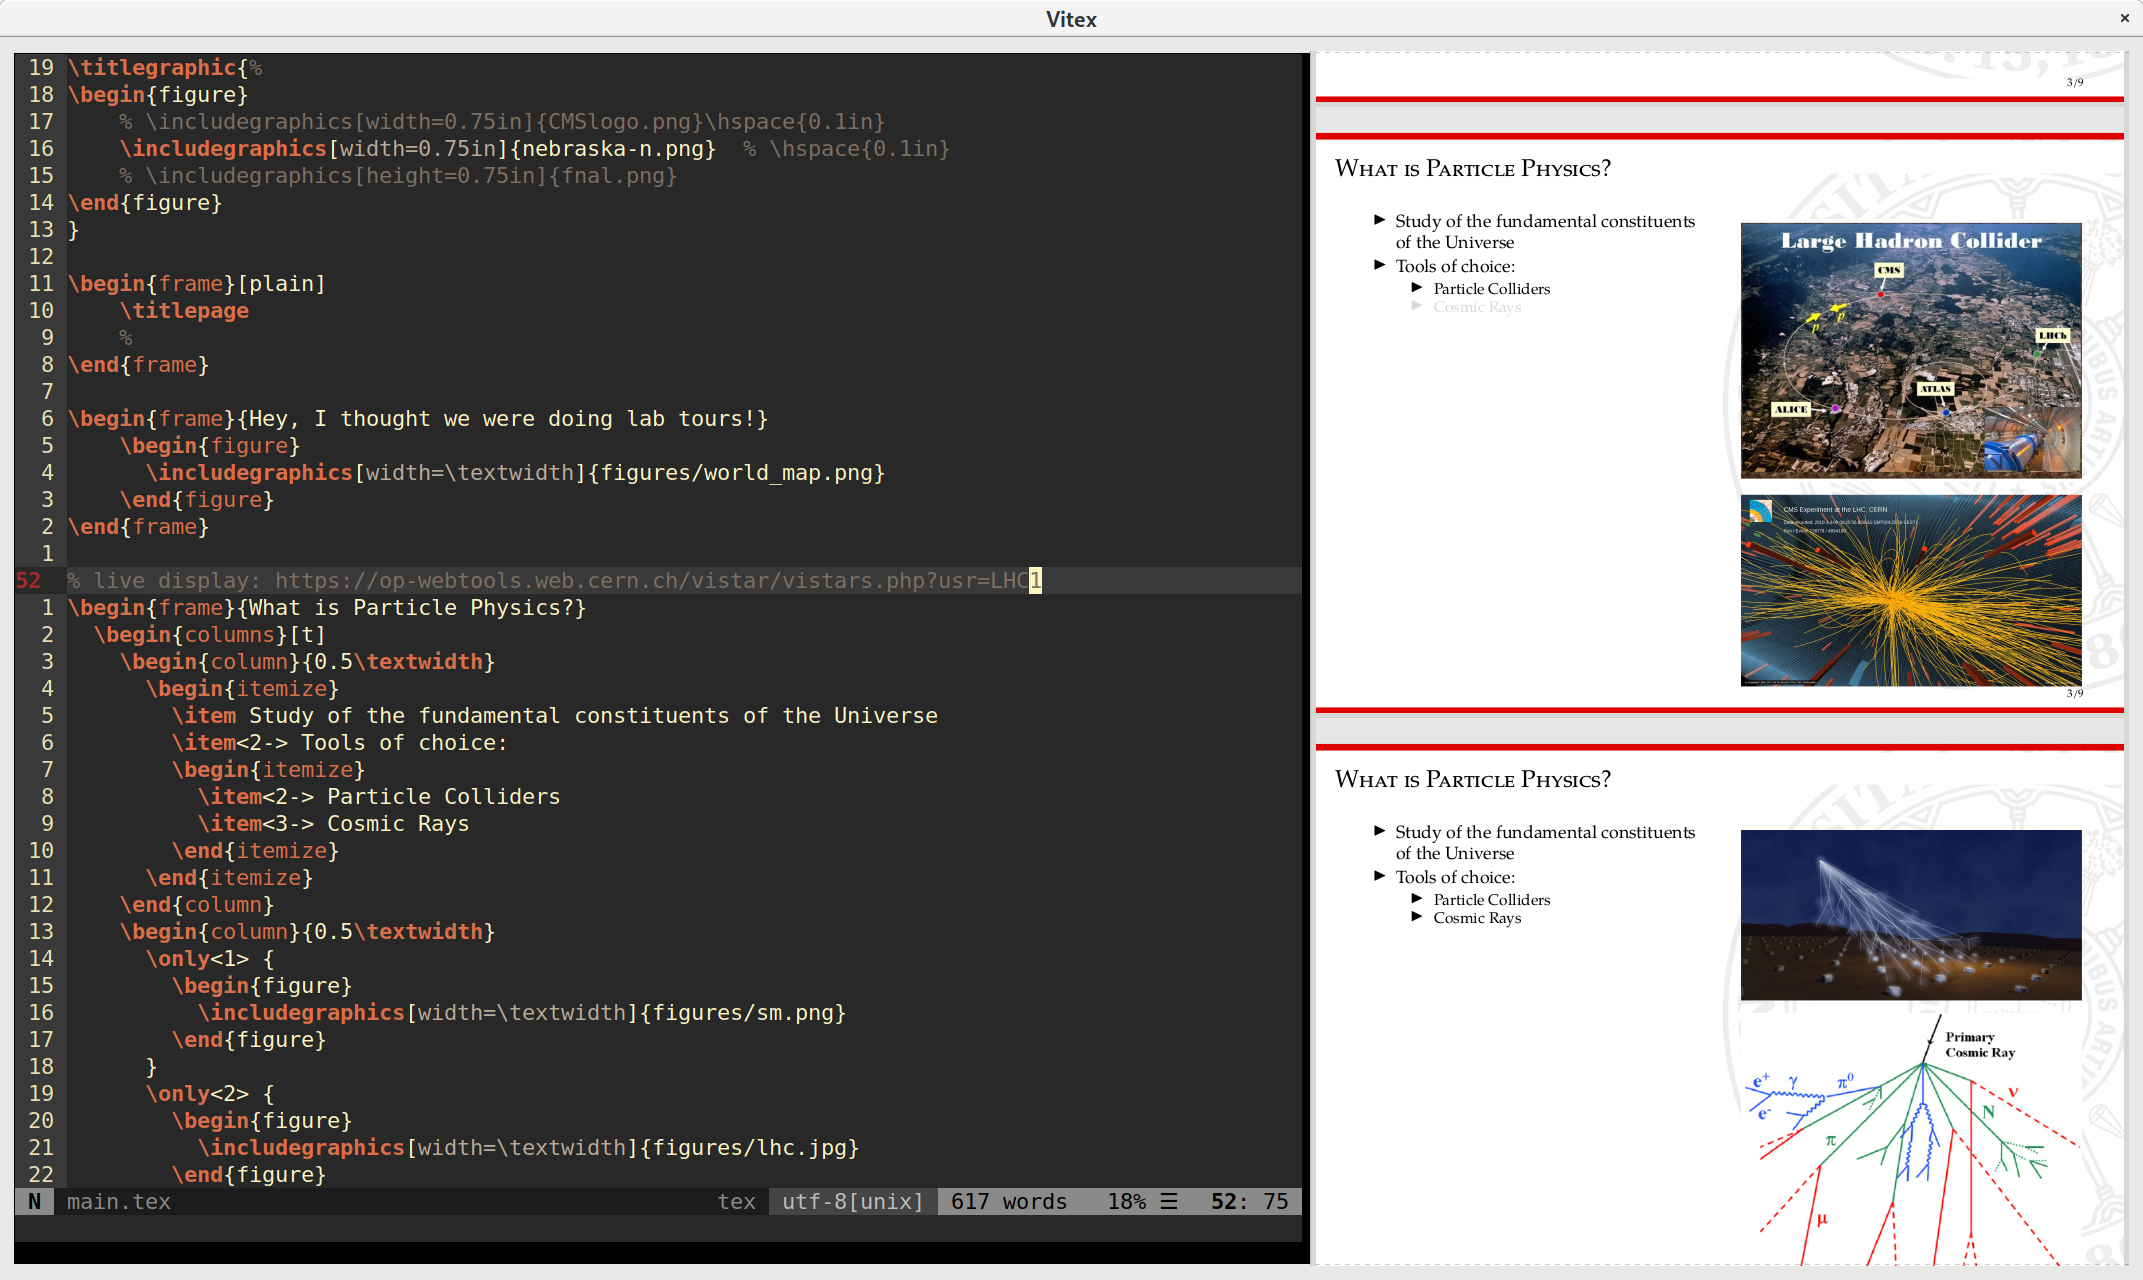 Vitex
19 \titlegraphic{%
18 \begin{figure}
17     % \includegraphics[width=0.75in]{CMSlogo.png}\hspace{0.1in}
16     \includegraphics[width=0.75in]{nebraska-n.png}  % \hspace{0.1in}
15     % \includegraphics[height=0.75in]{fnal.png}
14 \end{figure}
13 }
12
11 \begin{frame}[plain]
10     \titlepage
9     %
8 \end{frame}
7
6 \begin{frame}{Hey, I thought we were doing lab tours!}
5     \begin{figure}
4       \includegraphics[width=\textwidth]{figures/world_map.png}
3     \end{figure}
2 \end{frame}
1
52 % live display: https://op-webtools.web.cern.ch/vistar/vistars.php?usr=LHC1
1 \begin{frame}{What is Particle Physics?}
2   \begin{columns}[t]
3     \begin{column}{0.5\textwidth}
4       \begin{itemize}
5         \item Study of the fundamental constituents of the Universe
6         \item<2-> Tools of choice:
7         \begin{itemize}
8           \item<2-> Particle Colliders
9           \item<3-> Cosmic Rays
10         \end{itemize}
11       \end{itemize}
12     \end{column}
13     \begin{column}{0.5\textwidth}
14       \only<1> {
15         \begin{figure}
16           \includegraphics[width=\textwidth]{figures/sm.png}
17         \end{figure}
18       }
19       \only<2> {
20         \begin{figure}
21           \includegraphics[width=\textwidth]{figures/lhc.jpg}
22         \end{figure}
N main.tex tex utf-8[unix] 617 words 18% ☰ 52: 75
3/9
What is Particle Physics?
▶ Study of the fundamental constituents
of the Universe
▶ Tools of choice:
▶ Particle Colliders
▶ Cosmic Rays
Large Hadron Collider
CMS
p
p
LHCb
ATLAS
ALICE
CMS Experiment at the LHC, CERN
3/9
What is Particle Physics?
▶ Study of the fundamental constituents
of the Universe
▶ Tools of choice:
▶ Particle Colliders
▶ Cosmic Rays
Primary
Cosmic Ray
e+ γ π0
e-
ν
N
π
μ